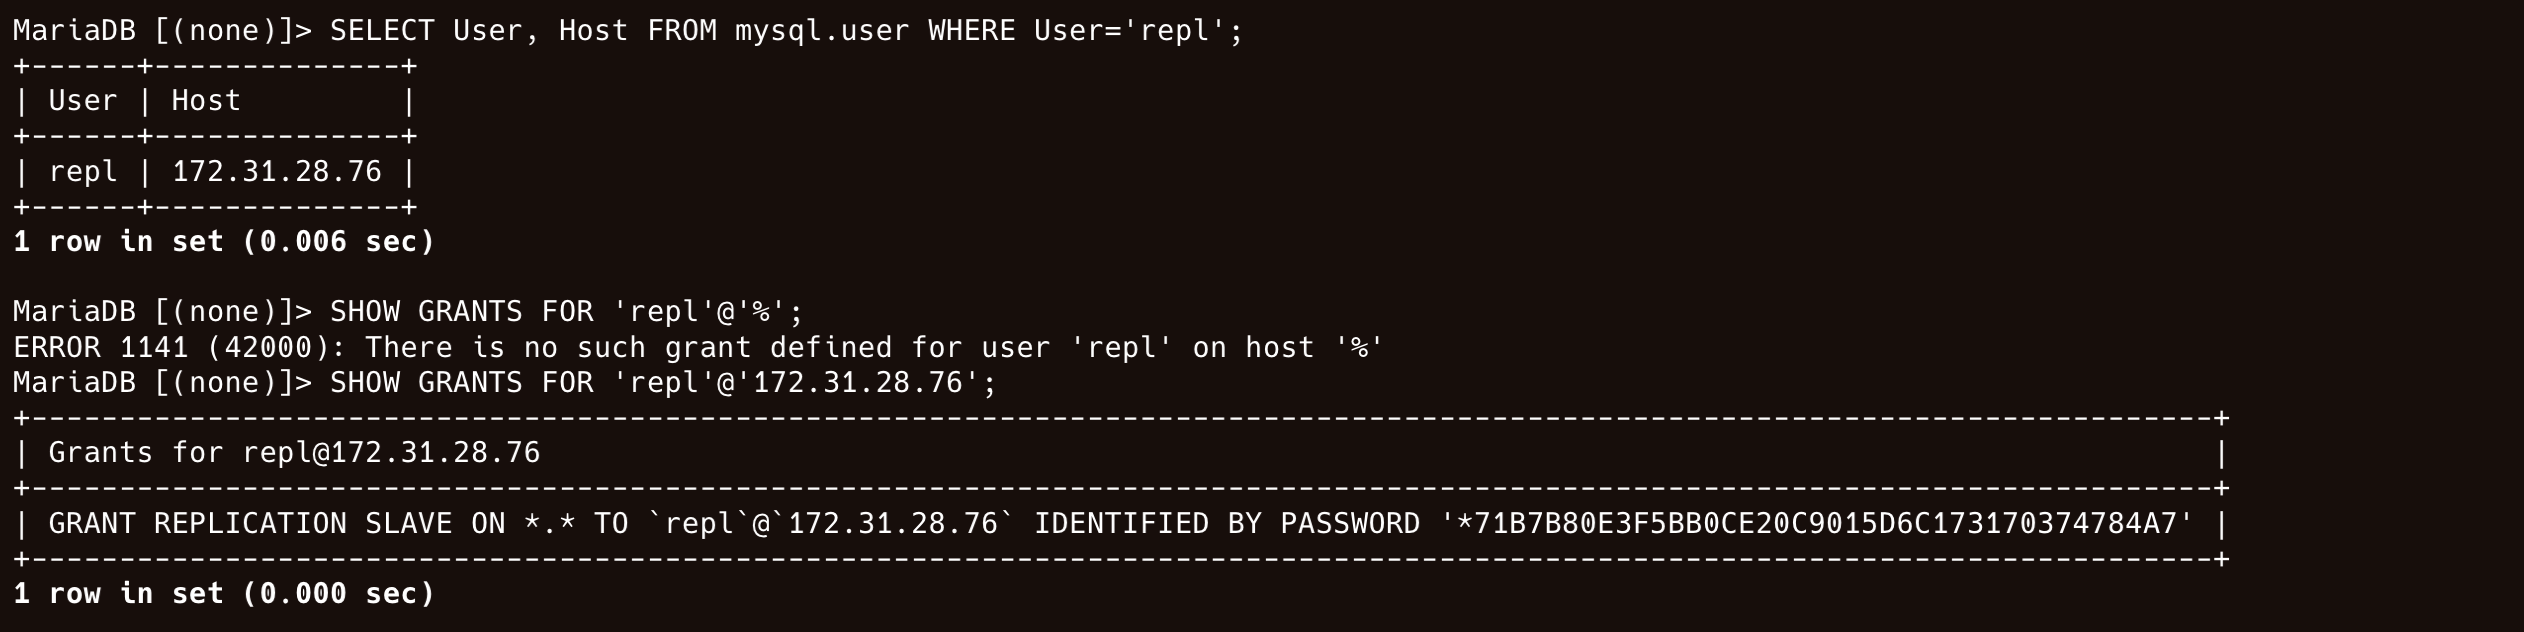 MariaDB [(none)]> SELECT User, Host FROM mysql.user WHERE User='repl';
+------+--------------+
| User | Host         |
+------+--------------+
| repl | 172.31.28.76 |
+------+--------------+
1 row in set (0.006 sec)

MariaDB [(none)]> SHOW GRANTS FOR 'repl'@'%';
ERROR 1141 (42000): There is no such grant defined for user 'repl' on host '%'
MariaDB [(none)]> SHOW GRANTS FOR 'repl'@'172.31.28.76';
+----------------------------------------------------------------------------------------------------------------------------+
| Grants for repl@172.31.28.76                                                                                               |
+----------------------------------------------------------------------------------------------------------------------------+
| GRANT REPLICATION SLAVE ON *.* TO `repl`@`172.31.28.76` IDENTIFIED BY PASSWORD '*71B7B80E3F5BB0CE20C9015D6C173170374784A7' |
+----------------------------------------------------------------------------------------------------------------------------+
1 row in set (0.000 sec)